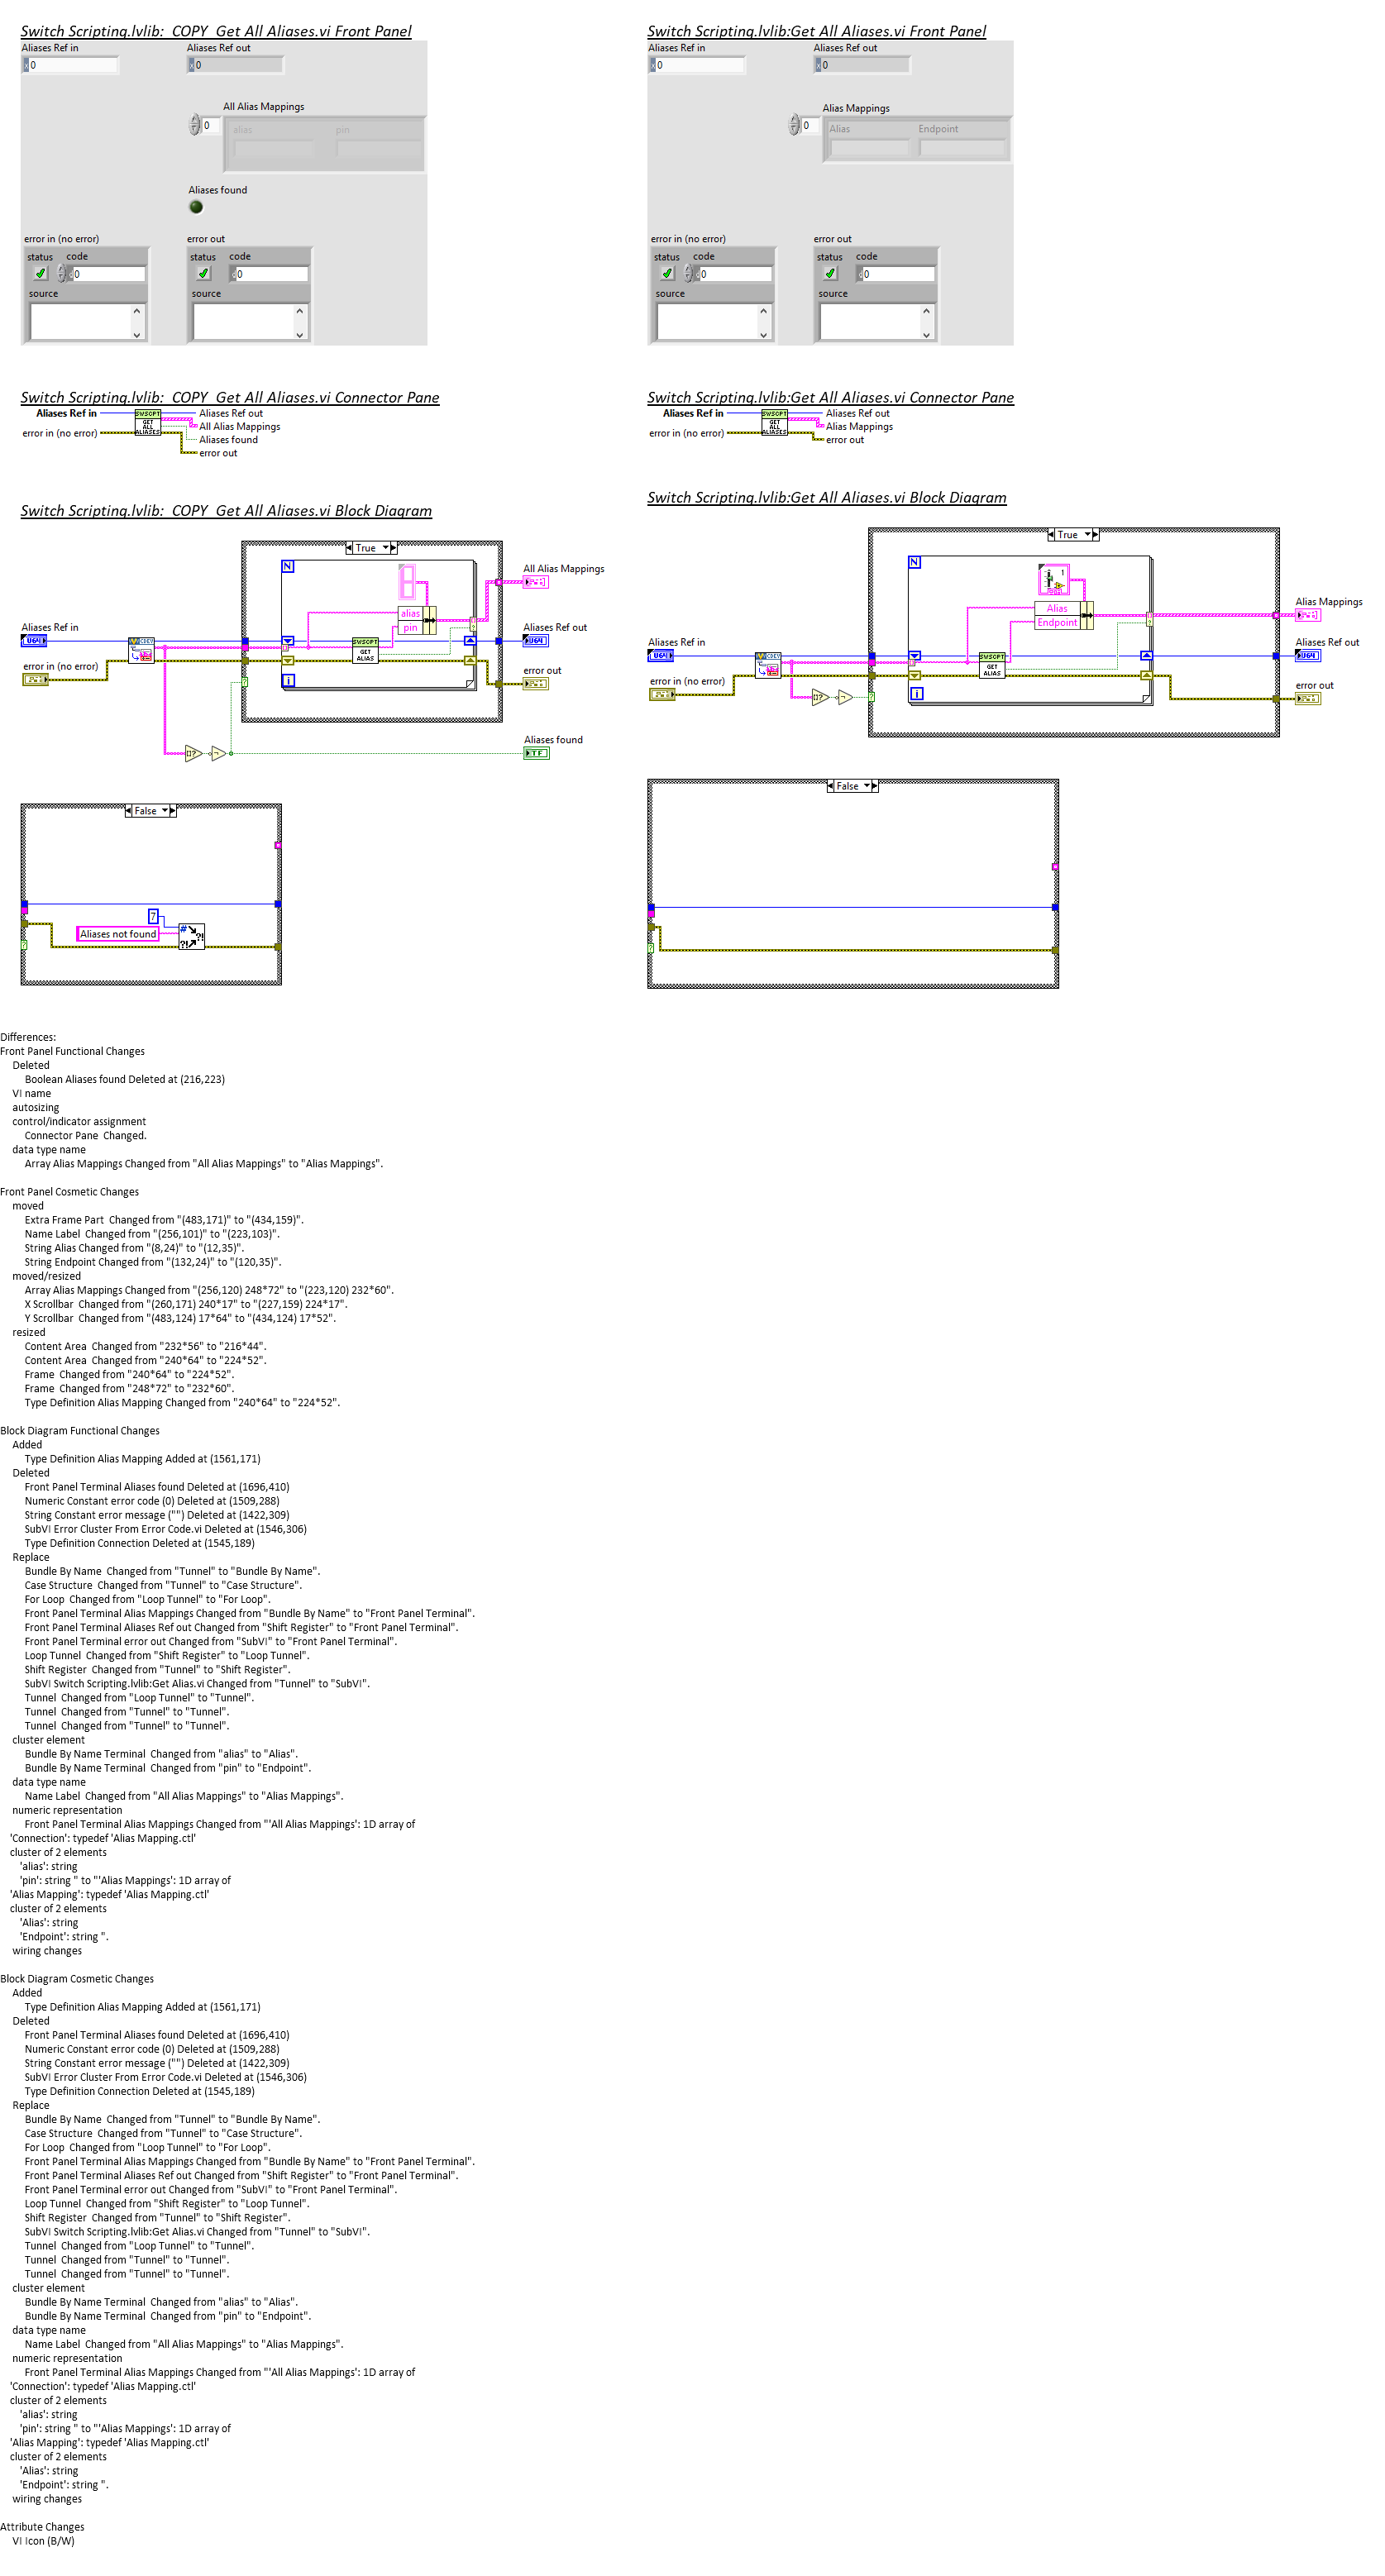 Switch Scripting.lvlib:  COPY  Get All Aliases.vi Front Panel
Aliases Ref in
Aliases Ref out
x 0
x 0
All Alias Mappings
0
alias
pin
Aliases found
error in (no error)
error out
status
code
status
code
d 0
d 0
source
source
Switch Scripting.lvlib:Get All Aliases.vi Front Panel
Aliases Ref in
Aliases Ref out
x 0
x 0
Alias Mappings
0
Alias
Endpoint
error in (no error)
error out
status
code
status
code
d 0
d 0
source
source
Switch Scripting.lvlib:  COPY  Get All Aliases.vi Connector Pane
Aliases Ref in
error in (no error)
SWSCPT
GET
ALL
ALIASES
Aliases Ref out
All Alias Mappings
Aliases found
error out
Switch Scripting.lvlib:Get All Aliases.vi Connector Pane
Aliases Ref in
error in (no error)
SWSCPT
GET
ALL
ALIASES
Aliases Ref out
Alias Mappings
error out
Switch Scripting.lvlib:  COPY  Get All Aliases.vi Block Diagram
True
N
All Alias Mappings
alias
pin
Aliases Ref in
U64
SWSCPT
GET
ALIAS
Aliases Ref out
U64
error in (no error)
error out
i
Aliases found
TF
False
7
Aliases not found
Switch Scripting.lvlib:Get All Aliases.vi Block Diagram
True
N
1
Alias
Endpoint
Alias Mappings
Aliases Ref in
U64
SWSCPT
GET
ALIAS
Aliases Ref out
U64
error in (no error)
error out
i
False
Differences:
Front Panel Functional Changes
Deleted
Boolean Aliases found Deleted at (216,223)
VI name
autosizing
control/indicator assignment
Connector Pane  Changed.
data type name
Array Alias Mappings Changed from "All Alias Mappings" to "Alias Mappings".
Front Panel Cosmetic Changes
moved
Extra Frame Part  Changed from "(483,171)" to "(434,159)".
Name Label  Changed from "(256,101)" to "(223,103)".
String Alias Changed from "(8,24)" to "(12,35)".
String Endpoint Changed from "(132,24)" to "(120,35)".
moved/resized
Array Alias Mappings Changed from "(256,120) 248*72" to "(223,120) 232*60".
X Scrollbar  Changed from "(260,171) 240*17" to "(227,159) 224*17".
Y Scrollbar  Changed from "(483,124) 17*64" to "(434,124) 17*52".
resized
Content Area  Changed from "232*56" to "216*44".
Content Area  Changed from "240*64" to "224*52".
Frame  Changed from "240*64" to "224*52".
Frame  Changed from "248*72" to "232*60".
Type Definition Alias Mapping Changed from "240*64" to "224*52".
Block Diagram Functional Changes
Added
Type Definition Alias Mapping Added at (1561,171)
Deleted
Front Panel Terminal Aliases found Deleted at (1696,410)
Numeric Constant error code (0) Deleted at (1509,288)
String Constant error message ("") Deleted at (1422,309)
SubVI Error Cluster From Error Code.vi Deleted at (1546,306)
Type Definition Connection Deleted at (1545,189)
Replace
Bundle By Name  Changed from "Tunnel" to "Bundle By Name".
Case Structure  Changed from "Tunnel" to "Case Structure".
For Loop  Changed from "Loop Tunnel" to "For Loop".
Front Panel Terminal Alias Mappings Changed from "Bundle By Name" to "Front Panel Terminal".
Front Panel Terminal Aliases Ref out Changed from "Shift Register" to "Front Panel Terminal".
Front Panel Terminal error out Changed from "SubVI" to "Front Panel Terminal".
Loop Tunnel  Changed from "Shift Register" to "Loop Tunnel".
Shift Register  Changed from "Tunnel" to "Shift Register".
SubVI Switch Scripting.lvlib:Get Alias.vi Changed from "Tunnel" to "SubVI".
Tunnel  Changed from "Loop Tunnel" to "Tunnel".
Tunnel  Changed from "Tunnel" to "Tunnel".
Tunnel  Changed from "Tunnel" to "Tunnel".
cluster element
Bundle By Name Terminal  Changed from "alias" to "Alias".
Bundle By Name Terminal  Changed from "pin" to "Endpoint".
data type name
Name Label  Changed from "All Alias Mappings" to "Alias Mappings".
numeric representation
Front Panel Terminal Alias Mappings Changed from "'All Alias Mappings': 1D array of
'Connection': typedef 'Alias Mapping.ctl'
cluster of 2 elements
'alias': string
'pin': string " to "'Alias Mappings': 1D array of
'Alias Mapping': typedef 'Alias Mapping.ctl'
cluster of 2 elements
'Alias': string
'Endpoint': string ".
wiring changes
Block Diagram Cosmetic Changes
Added
Type Definition Alias Mapping Added at (1561,171)
Deleted
Front Panel Terminal Aliases found Deleted at (1696,410)
Numeric Constant error code (0) Deleted at (1509,288)
String Constant error message ("") Deleted at (1422,309)
SubVI Error Cluster From Error Code.vi Deleted at (1546,306)
Type Definition Connection Deleted at (1545,189)
Replace
Bundle By Name  Changed from "Tunnel" to "Bundle By Name".
Case Structure  Changed from "Tunnel" to "Case Structure".
For Loop  Changed from "Loop Tunnel" to "For Loop".
Front Panel Terminal Alias Mappings Changed from "Bundle By Name" to "Front Panel Terminal".
Front Panel Terminal Aliases Ref out Changed from "Shift Register" to "Front Panel Terminal".
Front Panel Terminal error out Changed from "SubVI" to "Front Panel Terminal".
Loop Tunnel  Changed from "Shift Register" to "Loop Tunnel".
Shift Register  Changed from "Tunnel" to "Shift Register".
SubVI Switch Scripting.lvlib:Get Alias.vi Changed from "Tunnel" to "SubVI".
Tunnel  Changed from "Loop Tunnel" to "Tunnel".
Tunnel  Changed from "Tunnel" to "Tunnel".
Tunnel  Changed from "Tunnel" to "Tunnel".
cluster element
Bundle By Name Terminal  Changed from "alias" to "Alias".
Bundle By Name Terminal  Changed from "pin" to "Endpoint".
data type name
Name Label  Changed from "All Alias Mappings" to "Alias Mappings".
numeric representation
Front Panel Terminal Alias Mappings Changed from "'All Alias Mappings': 1D array of
'Connection': typedef 'Alias Mapping.ctl'
cluster of 2 elements
'alias': string
'pin': string " to "'Alias Mappings': 1D array of
'Alias Mapping': typedef 'Alias Mapping.ctl'
cluster of 2 elements
'Alias': string
'Endpoint': string ".
wiring changes
Attribute Changes
VI Icon (B/W)